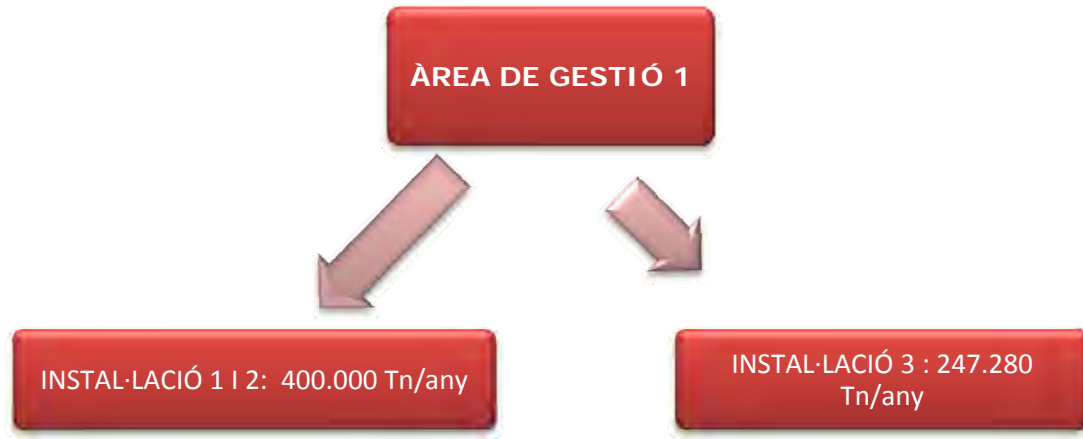 ÀREA DE GESTIÓ 1
INSTAL·LACIÓ 1 I 2: 400.000 Tn/any
INSTAL·LACIÓ 3 : 247.280
Tn/any